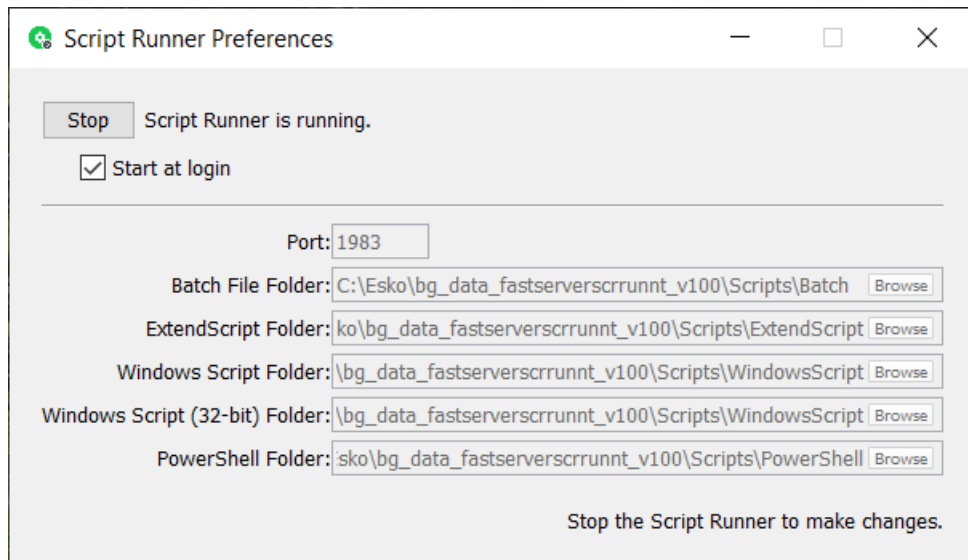 Script Runner Preferences
Stop Script Runner is running.
Start at login
Port: 1983
Batch File Folder: C:\Esko\bg_data_fastserverscrrunnt_v100\Scripts\Batch Browse
ExtendScript Folder: ko\bg_data_fastserverscrrunnt_v100\Scripts\ExtendScript Browse
Windows Script Folder: \bg_data_fastserverscrrunnt_v100\Scripts\WindowsScript Browse
Windows Script (32-bit) Folder: \bg_data_fastserverscrrunnt_v100\Scripts\WindowsScript Browse
PowerShell Folder: sko\bg_data_fastserverscrrunnt_v100\Scripts\PowerShell Browse
Stop the Script Runner to make changes.